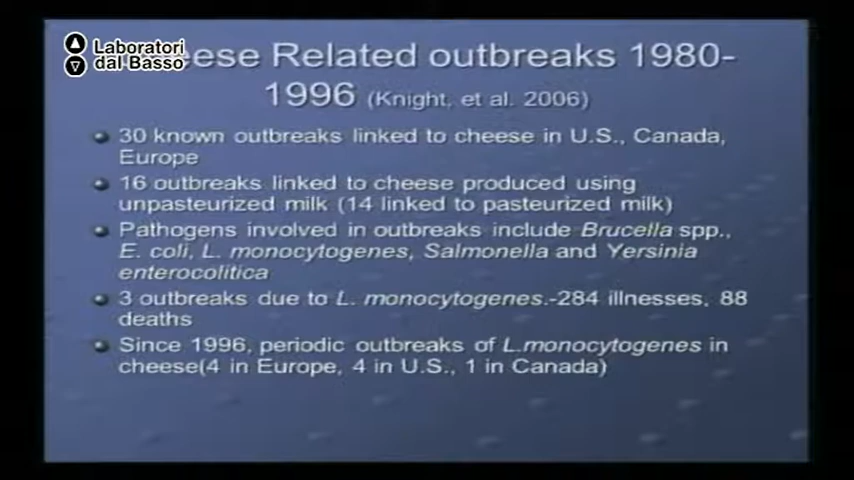 Laboratori
dal Basso
eese Related outbreaks 1980-
1996 (Knight, et al. 2006)
30 known outbreaks linked to cheese in U.S., Canada,
Europe
16 outbreaks linked to cheese produced using
unpasteurized milk (14 linked to pasteurized milk)
Pathogens involved in outbreaks include Brucella spp.,
E. coli, L. monocytogenes, Salmonella and Yersinia
enterocolitica
3 outbreaks due to L. monocytogenes.-284 illnesses, 88
deaths
Since 1996, periodic outbreaks of L.monocytogenes in
cheese(4 in Europe, 4 in U.S., 1 in Canada)